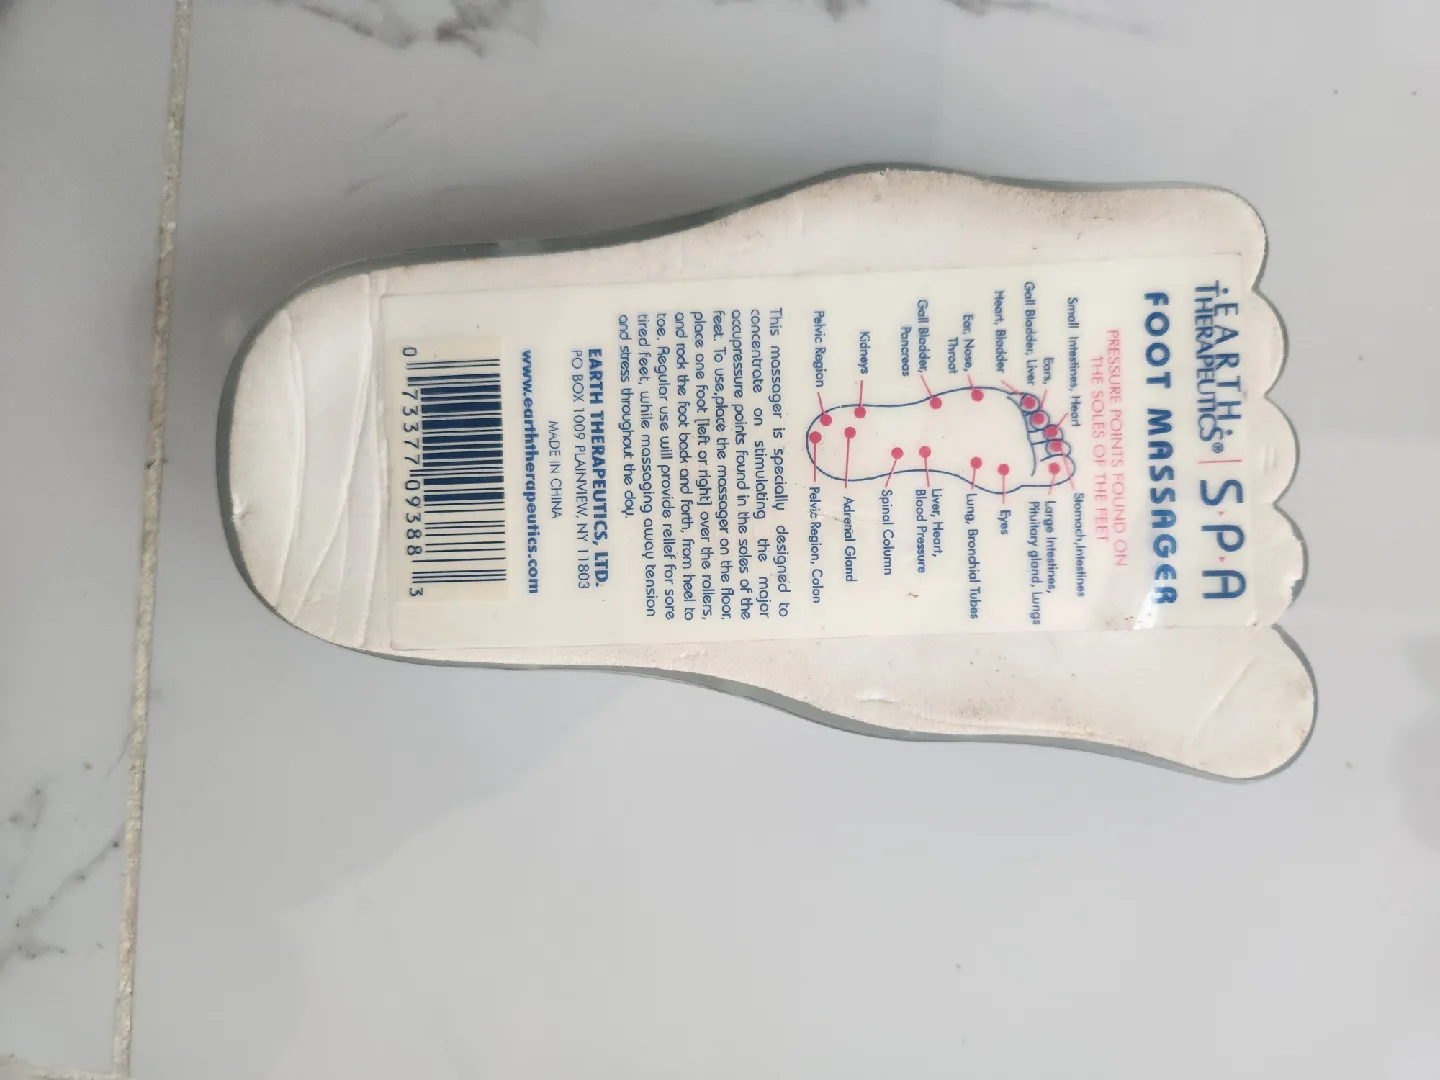 EARTH
THERAPEUTICS® | S·P·A
FOOT MASSAGER
PRESSURE POINTS FOUND ON
THE SOLES OF THE FEET
Small Intestines, Heart
Ears,
Gall Bladder, Liver
Heart, Bladder
Ear, Nose,
Throat
Gall Bladder,
Pancreas
Kidneys
Pelvic Region
Stomach,Intestines
Large Intestines,
Pituitary gland, Lungs
Eyes
Lung, Bronchial Tubes
Liver, Heart,
Blood Pressure
Spinal Column
Adrenal Gland
Pelvic Region, Colon
This massager is specially designed to
concentrate on stimulating the major
accupressure points found in the soles of the
feet. To use,place the massager on the floor,
place one foot [left or right] over the rollers,
and rock the foot back and forth, from heel to
toe. Regular use will provide relief for sore
tired feet, while massaging away tension
and stress throughout the day.
EARTH THERAPEUTICS, LTD.
PO BOX 1009 PLAINVIEW, NY 11803
MADE IN CHINA
www.earththerapeutics.com
0 73377 09388 3